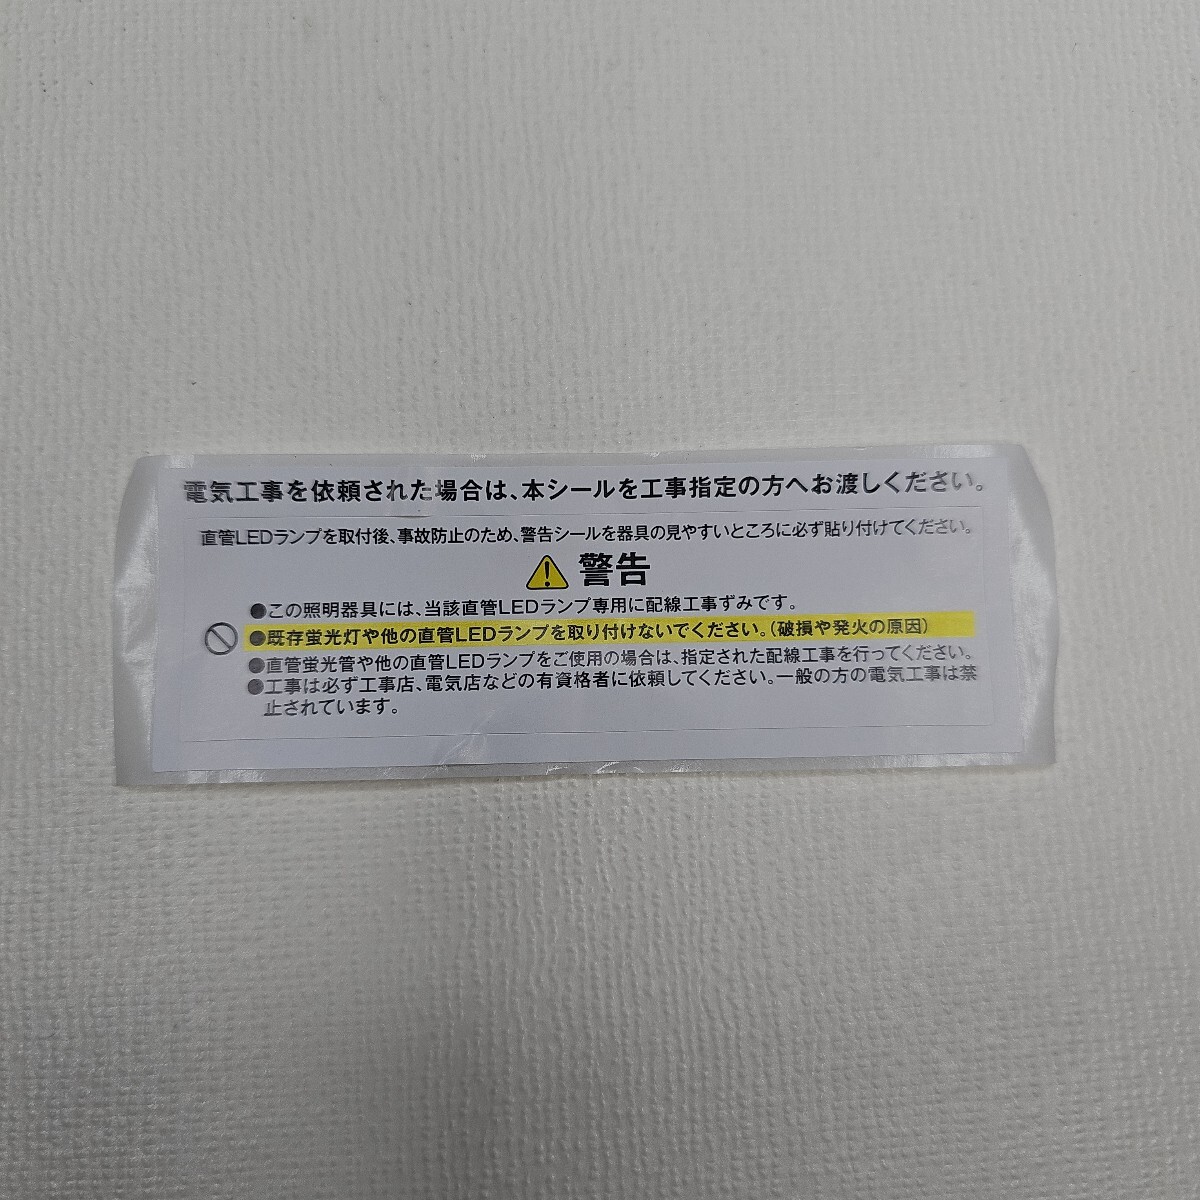 電気工事を依頼された場合は、本シールを工事指定の方へお渡しください。
直管LEDランプを取付後、事故防止のため、警告シールを器具の見やすいところに必ず貼り付けてください。
警告
●この照明器具には、当該直管LEDランプ専用に配線工事ずみです。
●既存蛍光灯や他の直管LEDランプを取り付けないでください。(破損や発火の原因)
●直管蛍光管や他の直管LEDランプをご使用の場合は、指定された配線工事を行ってください。
●工事は必ず工事店、電気店などの有資格者に依頼してください。一般の方の電気工事は禁
止されています。